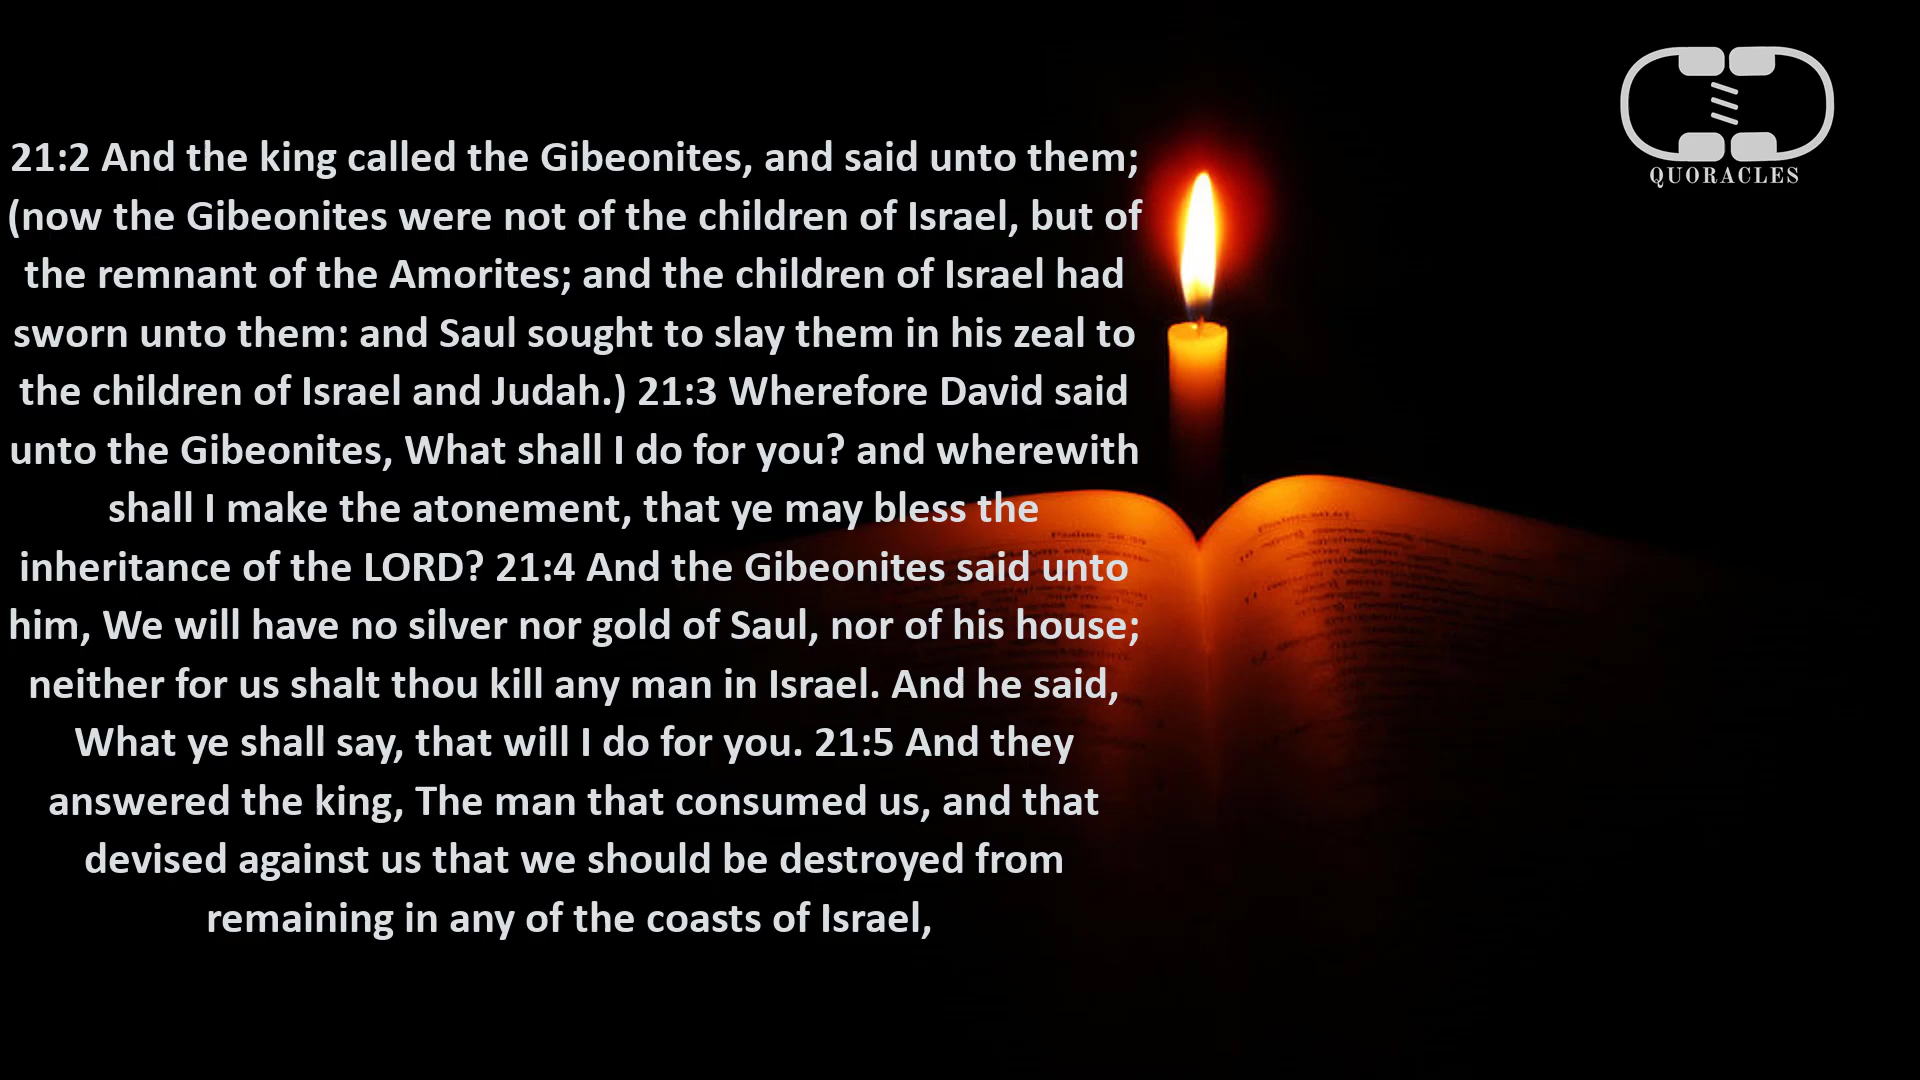 21:2 And the king called the Gibeonites, and said unto them;
(now the Gibeonites were not of the children of Israel, but of
the remnant of the Amorites; and the children of Israel had
sworn unto them: and Saul sought to slay them in his zeal to
the children of Israel and Judah.) 21:3 Wherefore David said
unto the Gibeonites, What shall I do for you? and wherewith
shall I make the atonement, that ye may bless the
inheritance of the LORD? 21:4 And the Gibeonites said unto
him, We will have no silver nor gold of Saul, nor of his house;
neither for us shalt thou kill any man in Israel. And he said,
What ye shall say, that will I do for you. 21:5 And they
answered the king, The man that consumed us, and that
devised against us that we should be destroyed from
remaining in any of the coasts of Israel,
QUORACLES